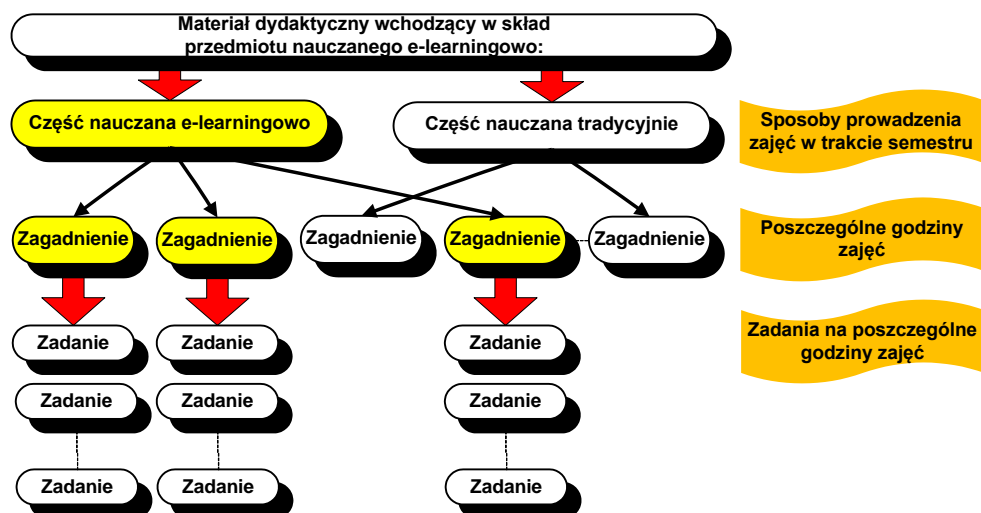 Materiał dydaktyczny wchodzący w skład
przedmiotu nauczanego e-learningowo:
Część nauczana e-learningowo
Część nauczana tradycyjnie
Sposoby prowadzenia
zajęć w trakcie semestru
Zagadnienie
Zagadnienie
Zagadnienie
Zagadnienie
Zagadnienie
Poszczególne godziny
zajęć
Zadanie
Zadanie
Zadanie
Zadania na poszczególne
godziny zajęć
Zadanie
Zadanie
Zadanie
Zadanie
Zadanie
Zadanie